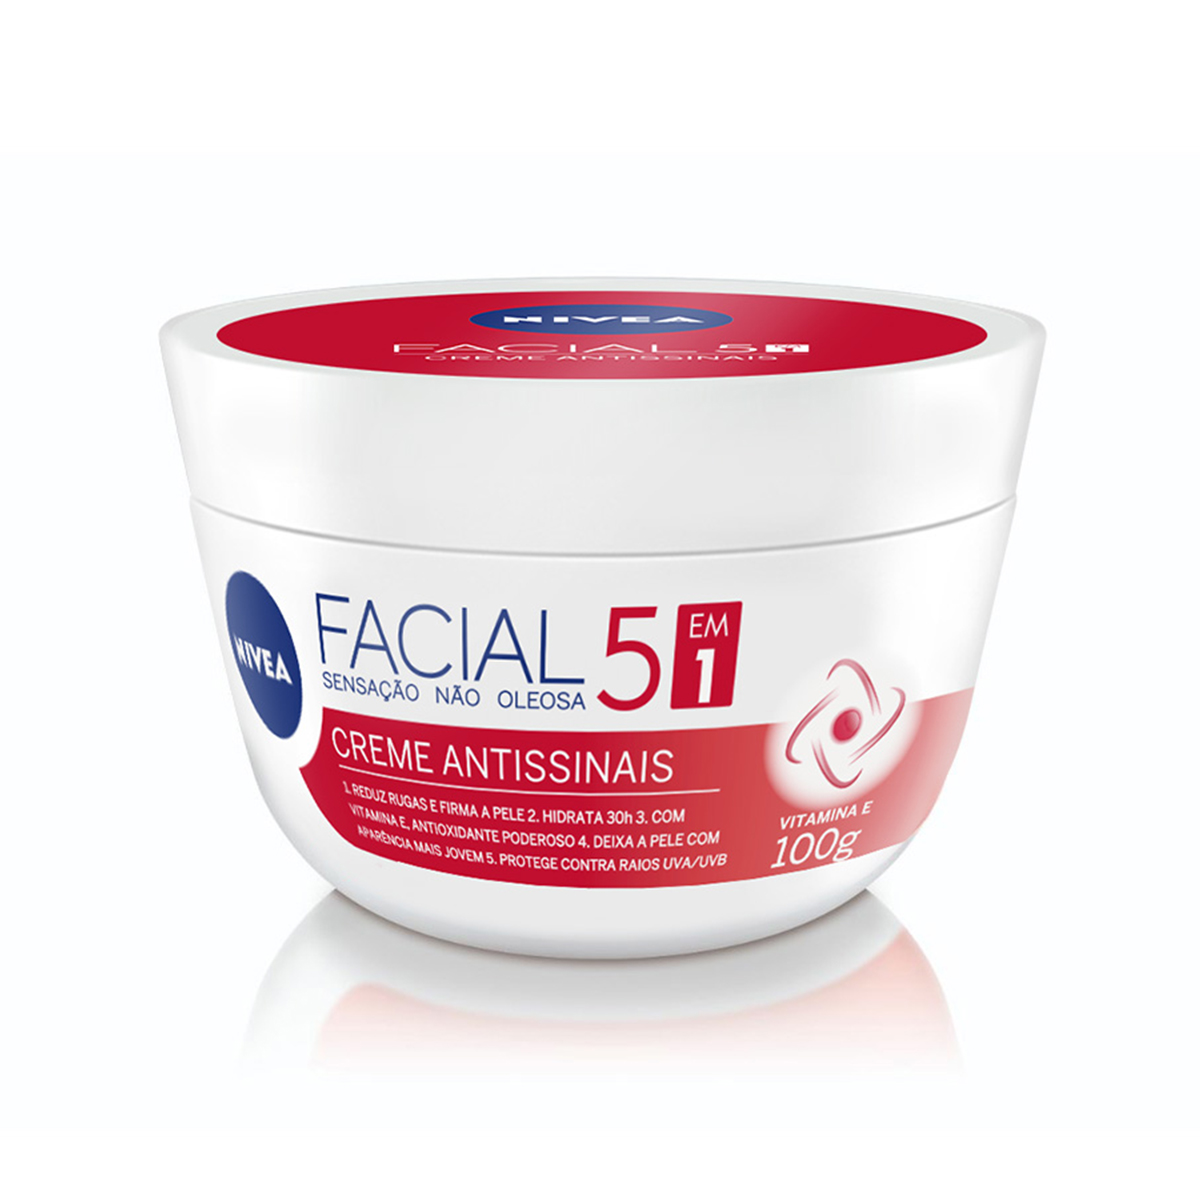 NIVEA
FACIAL 5 EM 1
CREME ANTISSINAIS
NIVEA
FACIAL 5 EM 1
SENSAÇÃO NÃO OLEOSA
CREME ANTISSINAIS
1. REDUZ RUGAS E FIRMA A PELE 2. HIDRATA 30h 3. COM
VITAMINA E, ANTIOXIDANTE PODEROSO 4. DEIXA A PELE COM
APARÊNCIA MAIS JOVEM 5. PROTEGE CONTRA RAIOS UVA/UVB
VITAMINA E
100g